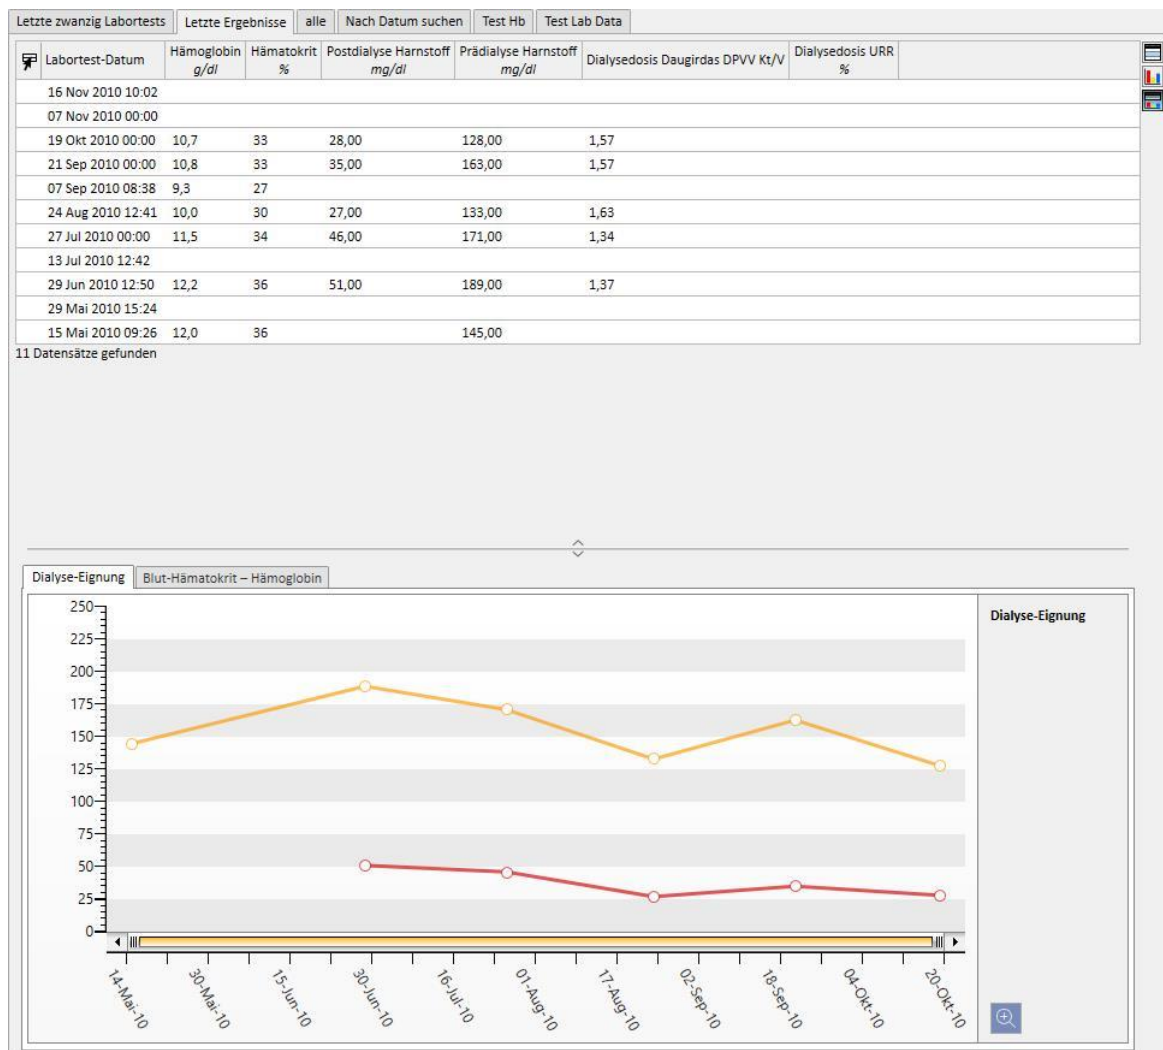 Letzte zwanzig Labortests Letzte Ergebnisse alle Nach Datum suchen Test Hb Test Lab Data
Labortest-Datum Hämoglobin g/dl Hämatokrit % Postdialyse Harnstoff mg/dl Prädialyse Harnstoff mg/dl Dialysedosis Daugirdas DPVV Kt/V Dialysedosis URR %
16 Nov 2010 10:02
07 Nov 2010 00:00
19 Okt 2010 00:00 10,7 33 28,00 128,00 1,57
21 Sep 2010 00:00 10,8 33 35,00 163,00 1,57
07 Sep 2010 08:38 9,3 27
24 Aug 2010 12:41 10,0 30 27,00 133,00 1,63
27 Jul 2010 00:00 11,5 34 46,00 171,00 1,34
13 Jul 2010 12:42
29 Jun 2010 12:50 12,2 36 51,00 189,00 1,37
29 Mai 2010 15:24
15 Mai 2010 09:26 12,0 36 145,00
11 Datensätze gefunden
Dialyse-Eignung Blut-Hämatokrit – Hämoglobin
Dialyse-Eignung
250
225
200
175
150
125
100
75
50
25
0
14-Mai-10 30-Mai-10 15-Jun-10 30-Jun-10 16-Jul-10 01-Aug-10 17-Aug-10 02-Sep-10 18-Sep-10 04-Okt-10 20-Okt-10